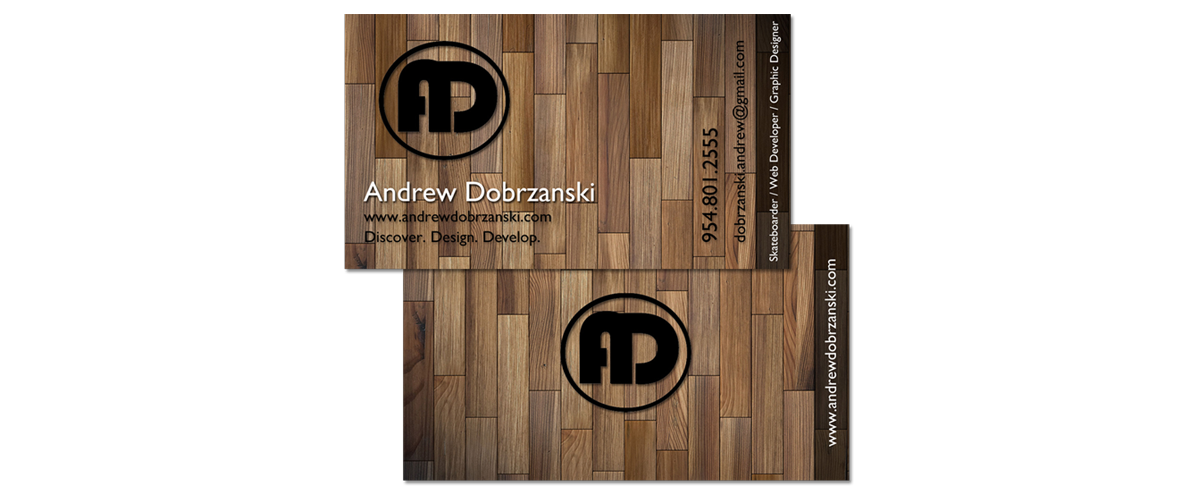 AD
Andrew Dobrzanski
www.andrewdobrzanski.com
Discover. Design. Develop.
954.801.2555
dobrzanski.andrew@gmail.com
Skateboarder / Web Developer / Graphic Designer
AD
www.andrewdobrzanski.com